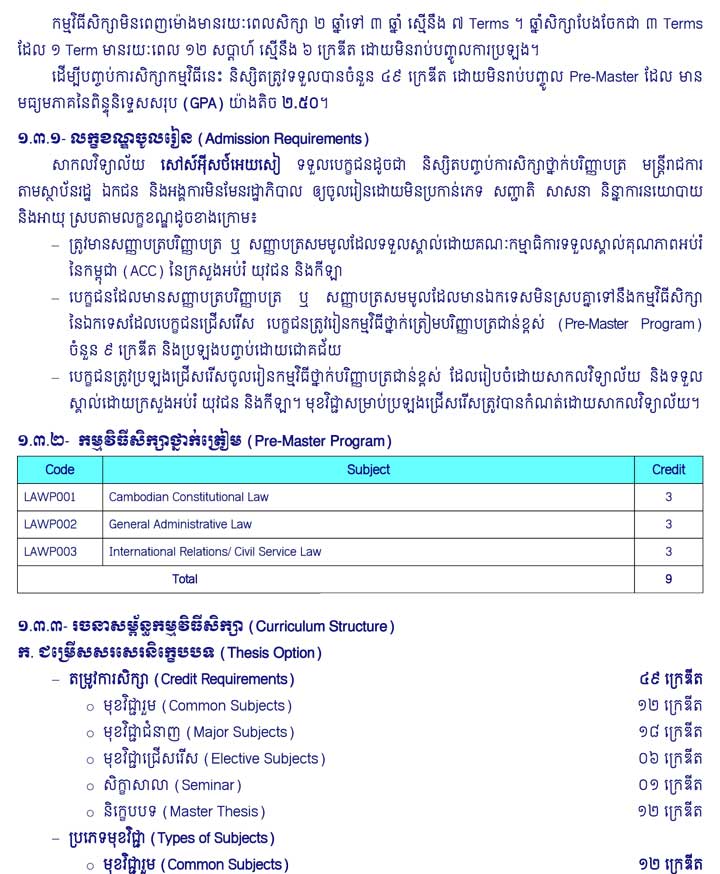 កម្មវិធីសិក្សាមិនពេញម៉ោងមានរយៈពេលសិក្សា ២ ឆ្នាំទៅ ៣ ឆ្នាំ ស្មើនឹង ៧ Terms ។ ឆ្នាំសិក្សាបែងចែកជា ៣ Terms
ដែល ១ Term មានរយៈពេល ១២ សប្ដាហ៍ ស្មើនឹង ៦ ក្រេឌីត ដោយមិនរាប់បញ្ចូលការប្រឡង។
ដើម្បីបញ្ចប់ការសិក្សាកម្មវិធីនេះ និស្សិតត្រូវទទួលបានចំនួន ៤៩ ក្រេឌីត ដោយមិនរាប់បញ្ចូល Pre-Master ដែល មាន
មធ្យមភាគនៃពិន្ទុនិទ្ទេសសរុប (GPA) យ៉ាងតិច ២.៥០។
១.៣.១- លក្ខខណ្ឌចូលរៀន (Admission Requirements)
សាកលវិទ្យាល័យ សៅស៍អ៊ីសថ៍អេយសៀ ទទួលបេក្ខជនដូចជា និស្សិតបញ្ចប់ការសិក្សាថ្នាក់បរិញ្ញាបត្រ មន្ត្រីរាជការ
តាមស្ថាប័នរដ្ឋ ឯកជន និងអង្គការមិនមែនរដ្ឋាភិបាល ឲ្យចូលរៀនដោយមិនប្រកាន់ភេទ សញ្ជាតិ សាសនា និន្នាការនយោបាយ
និងអាយុ ស្របតាមលក្ខខណ្ឌដូចខាងក្រោម៖
– ត្រូវមានសញ្ញាបត្របរិញ្ញាបត្រ ឬ សញ្ញាបត្រសមមូលដែលទទួលស្គាល់ដោយគណៈកម្មាធិការទទួលស្គាល់គុណភាពអប់រំ
នៃកម្ពុជា (ACC) នៃក្រសួងអប់រំ យុវជន និងកីឡា
– បេក្ខជនដែលមានសញ្ញាបត្របរិញ្ញាបត្រ ឬ សញ្ញាបត្រសមមូលដែលមានឯកទេសមិនស្របគ្នាទៅនឹងកម្មវិធីសិក្សា
នៃឯកទេសដែលបេក្ខជនជ្រើសរើស បេក្ខជនត្រូវរៀនកម្មវិធីថ្នាក់ត្រៀមបរិញ្ញាបត្រជាន់ខ្ពស់ (Pre-Master Program)
ចំនួន ៩ ក្រេឌីត និងប្រឡងបញ្ចប់ដោយជោគជ័យ
– បេក្ខជនត្រូវប្រឡងជ្រើសរើសចូលរៀនកម្មវិធីថ្នាក់បរិញ្ញាបត្រជាន់ខ្ពស់ ដែលរៀបចំដោយសាកលវិទ្យាល័យ និងទទួល
ស្គាល់ដោយក្រសួងអប់រំ យុវជន និងកីឡា។ មុខវិជ្ជាសម្រាប់ប្រឡងជ្រើសរើសត្រូវបានកំណត់ដោយសាកលវិទ្យាល័យ។
១.៣.២- កម្មវិធីសិក្សាថ្នាក់ត្រៀម (Pre-Master Program)
Code Subject Credit
LAWP001 Cambodian Constitutional Law 3
LAWP002 General Administrative Law 3
LAWP003 International Relations/ Civil Service Law 3
Total 9
១.៣.៣- រចនាសម្ព័ន្ធកម្មវិធីសិក្សា (Curriculum Structure)
ក. ជម្រើសសរសេរនិក្ខេបបទ (Thesis Option)
– តម្រូវការសិក្សា (Credit Requirements) ៤៩ ក្រេឌីត
○ មុខវិជ្ជារួម (Common Subjects) ១២ ក្រេឌីត
○ មុខវិជ្ជាជំនាញ (Major Subjects) ១៨ ក្រេឌីត
○ មុខវិជ្ជាជ្រើសរើស (Elective Subjects) ០៦ ក្រេឌីត
○ សិក្ខាសាលា (Seminar) ០១ ក្រេឌីត
○ និក្ខេបបទ (Master Thesis) ១២ ក្រេឌីត
– ប្រភេទមុខវិជ្ជា (Types of Subjects)
○ មុខវិជ្ជារួម (Common Subjects) ១២ ក្រេឌីត